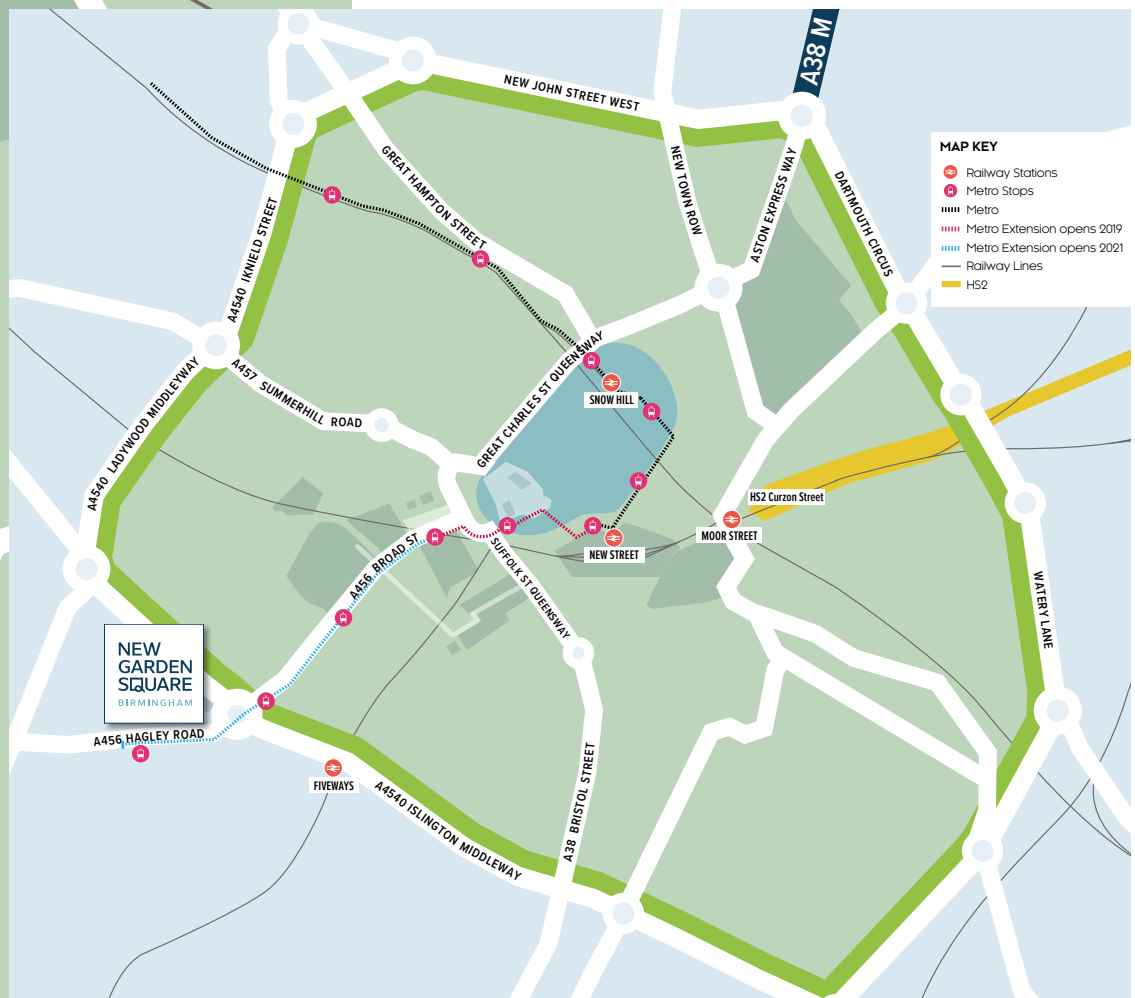 A38 M
NEW JOHN STREET WEST
MAP KEY
Railway Stations
Metro Stops
Metro
Metro Extension opens 2019
Metro Extension opens 2021
Railway Lines
HS2
GREAT HAMPTON STREET
NEW TOWN ROW
ASTON EXPRESS WAY
DARTMOUTH CIRCUS
A4540 IKNIELD STREET
A4540 LADYWOOD MIDDLEYWAY
A457 SUMMERHILL ROAD
GREAT CHARLES ST QUEENSWAY
SNOW HILL
HS2 Curzon Street
MOOR STREET
NEW STREET
A456 BROAD ST
SUFFOLK ST QUEENSWAY
WATERY LANE
NEW
GARDEN
SQUARE
BIRMINGHAM
A456 HAGLEY ROAD
FIVEWAYS
A4540 ISLINGTON MIDDLEWAY
A38 BRISTOL STREET